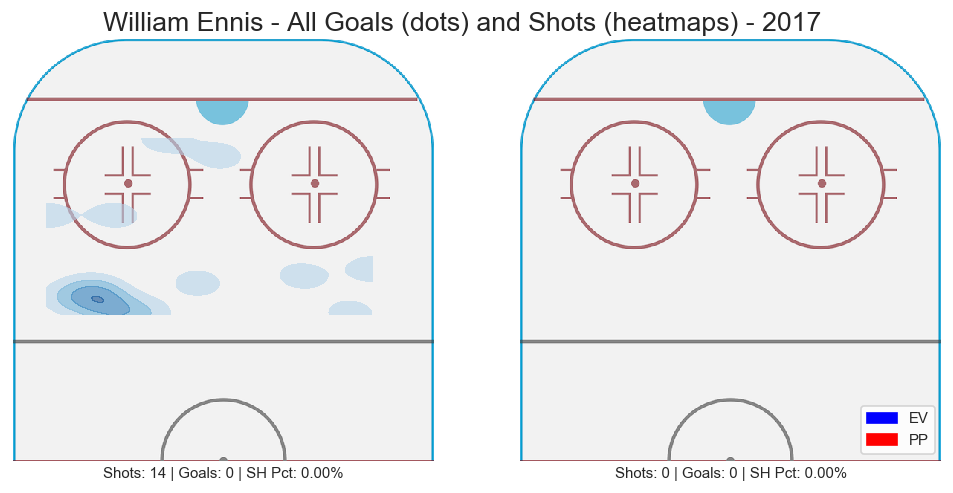 William Ennis - All Goals (dots) and Shots (heatmaps) - 2017
EV
PP
Shots: 14 | Goals: 0 | SH Pct: 0.00%
Shots: 0 | Goals: 0 | SH Pct: 0.00%